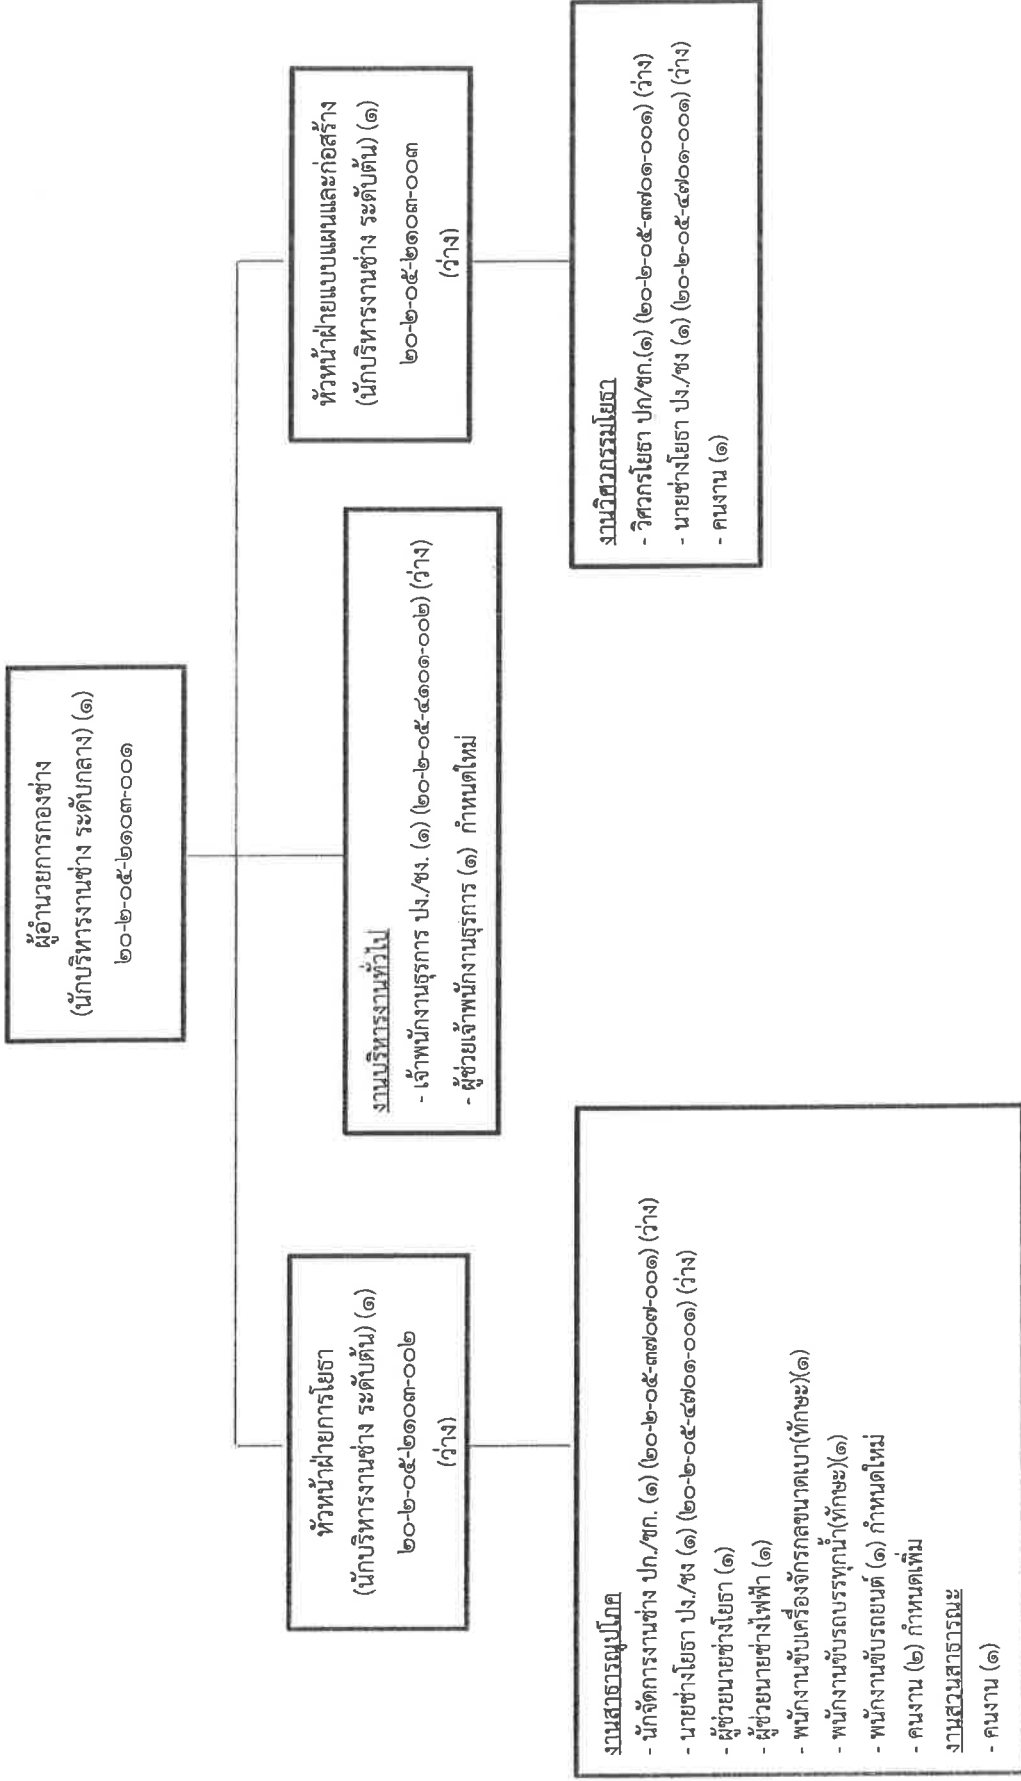 ผู้อำนวยการกองช่าง
(นักบริหารงานช่าง ระดับกลาง) (๑)
๒๐-๒-๐๕-๒๑๐๓-๐๐๑
หัวหน้าฝ่ายการโยธา
(นักบริหารงานช่าง ระดับต้น) (๑)
๒๐-๒-๐๕-๒๑๐๓-๐๐๒
(ว่าง)
งานบริหารงานทั่วไป
- เจ้าพนักงานธุรการ ปง./ชง. (๑) (๒๐-๒-๐๕-๔๑๐๑-๐๐๒) (ว่าง)
- ผู้ช่วยเจ้าพนักงานธุรการ (๑) กำหนดใหม่
หัวหน้าฝ่ายแบบแผนและก่อสร้าง
(นักบริหารงานช่าง ระดับต้น) (๑)
๒๐-๒-๐๕-๒๑๐๓-๐๐๓
(ว่าง)
งานสาธารณูปโภค
- นักจัดการงานช่าง ปก./ชก. (๑) (๒๐-๒-๐๕-๓๗๐๗-๐๐๑) (ว่าง)
- นายช่างโยธา ปง./ชง (๑) (๒๐-๒-๐๕-๔๗๐๑-๐๐๑) (ว่าง)
- ผู้ช่วยนายช่างโยธา (๑)
- ผู้ช่วยนายช่างไฟฟ้า (๑)
- พนักงานขับเครื่องจักรกลขนาดเบา(ทักษะ)(๑)
- พนักงานขับรถบรรทุกน้ำ(ทักษะ)(๑)
- พนักงานขับรถยนต์ (๑) กำหนดใหม่
- คนงาน (๒) กำหนดเพิ่ม
งานสวนสาธารณะ
- คนงาน (๑)
งานวิศวกรรมโยธา
- วิศวกรโยธา ปก/ชก.(๑) (๒๐-๒-๐๕-๓๗๐๑-๐๐๑) (ว่าง)
- นายช่างโยธา ปง./ชง (๑) (๒๐-๒-๐๕-๔๗๐๑-๐๐๑) (ว่าง)
- คนงาน (๑)